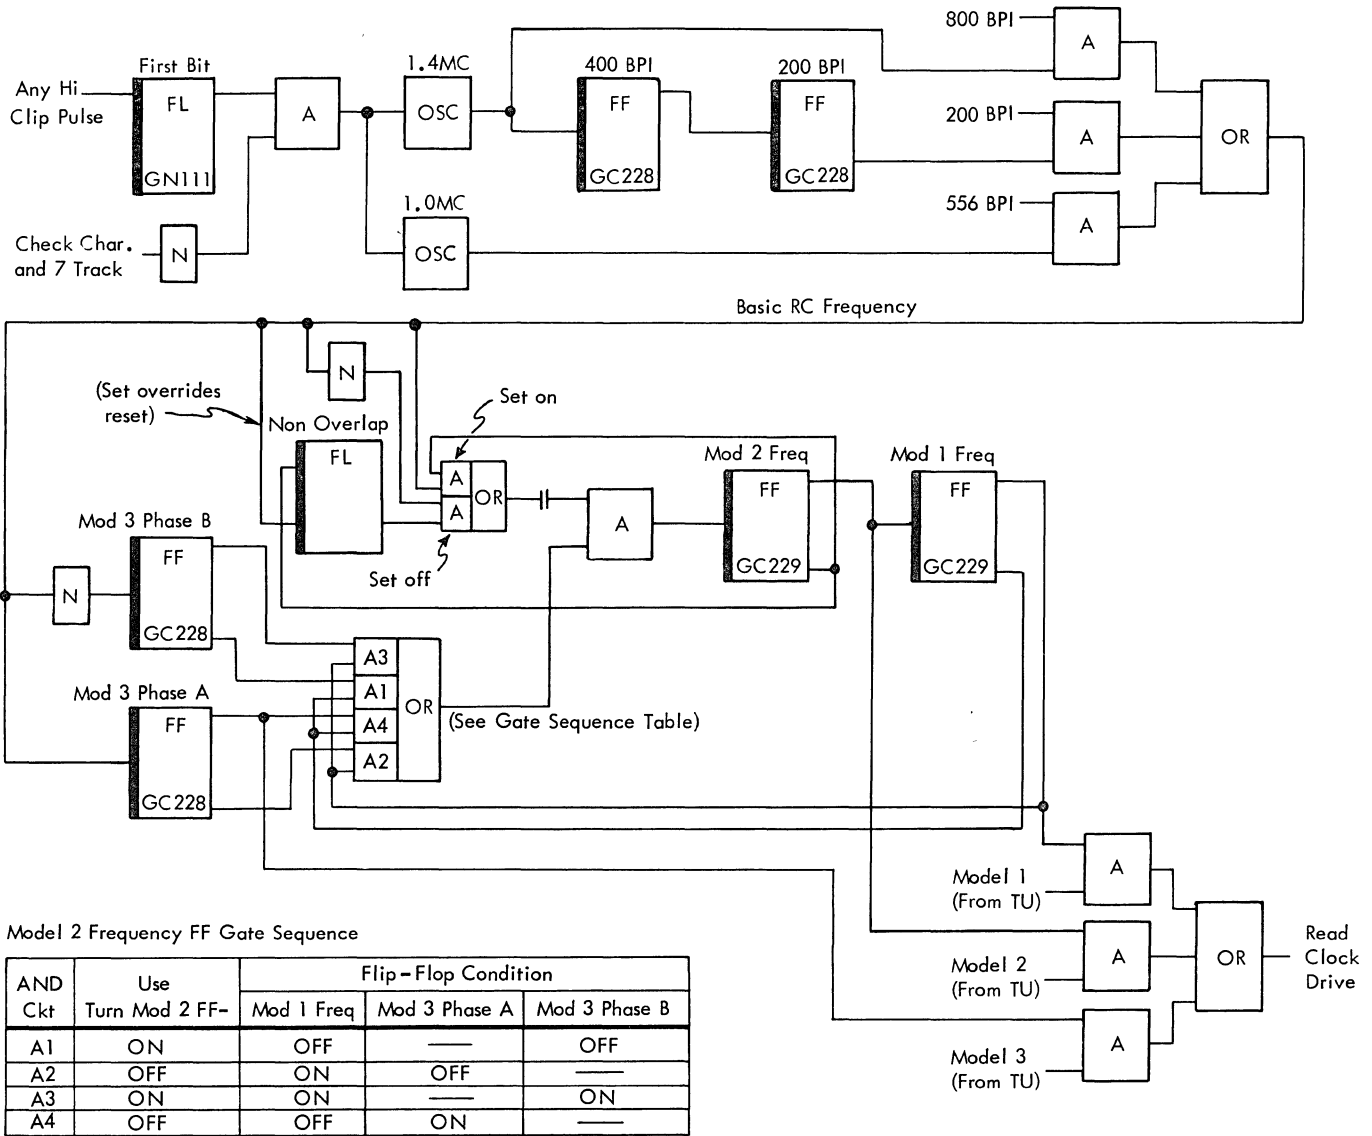 First Bit
Any Hi
Clip Pulse
FL
GN111
A
1.4MC
OSC
400 BPI
FF
GC228
200 BPI
FF
GC228
800 BPI
A
200 BPI
A
556 BPI
A
OR
Check Char.
and 7 Track
N
1.0MC
OSC
Basic RC Frequency
(Set overrides
reset)
N
Non Overlap
FL
Set on
A
A
OR
Set off
A
Mod 2 Freq
FF
GC229
Mod 1 Freq
FF
GC229
Mod 3 Phase B
N
FF
GC228
Mod 3 Phase A
FF
GC228
A3
A1
A4
A2
OR
(See Gate Sequence Table)
Model 1
(From TU)
A
Model 2
(From TU)
A
Model 3
(From TU)
A
OR
Read
Clock
Drive
Model 2 Frequency FF Gate Sequence
AND
Ckt
Use
Turn Mod 2 FF-
Flip-Flop Condition
Mod 1 Freq Mod 3 Phase A Mod 3 Phase B
A1 ON OFF — OFF
A2 OFF ON OFF —
A3 ON ON — ON
A4 OFF OFF ON —